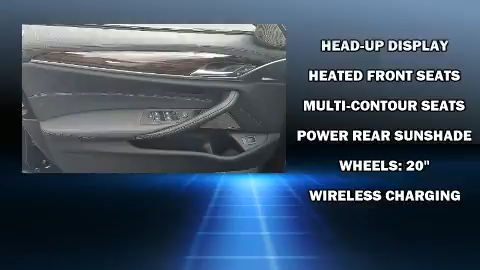 HEAD-UP DISPLAY
HEATED FRONT SEATS
MULTI-CONTOUR SEATS
POWER REAR SUNSHADE
WHEELS: 20"
WIRELESS CHARGING